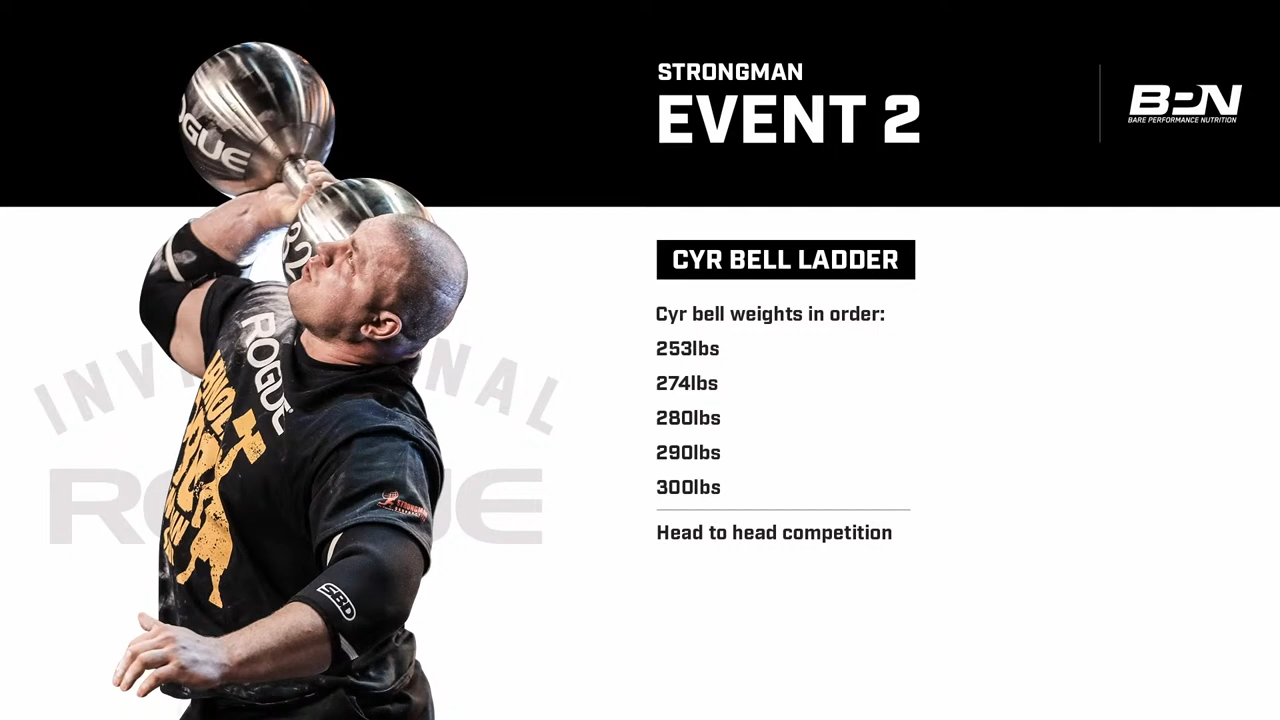 STRONGMAN
EVENT 2
BPN
BARE PERFORMANCE NUTRITION
CYR BELL LADDER
Cyr bell weights in order:
253lbs
274lbs
280lbs
290lbs
300lbs
Head to head competition
ROGUE
SBD